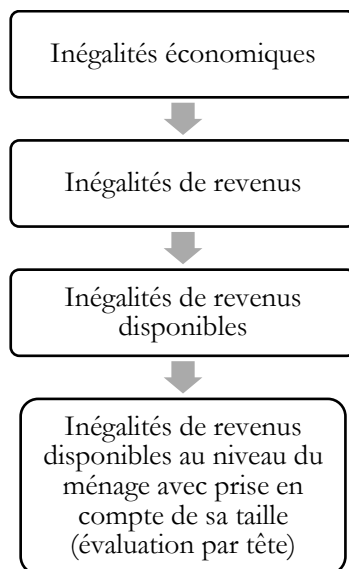 Inégalités économiques
Inégalités de revenus
Inégalités de revenus
disponibles
Inégalités de revenus
disponibles au niveau du
ménage avec prise en
compte de sa taille
(évaluation par tête)